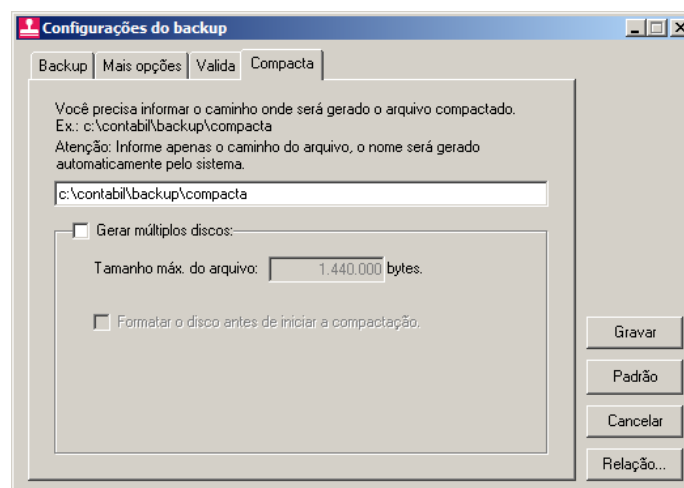 Configurações do backup
Backup Mais opções Valida Compacta
Você precisa informar o caminho onde será gerado o arquivo compactado.
Ex.: c:\contabil\backup\compacta
Atenção: Informe apenas o caminho do arquivo, o nome será gerado
automaticamente pelo sistema.
c:\contabil\backup\compacta
Gerar múltiplos discos:
Tamanho máx. do arquivo: 1.440.000 bytes.
Formatar o disco antes de iniciar a compactação.
Gravar
Padrão
Cancelar
Relação...